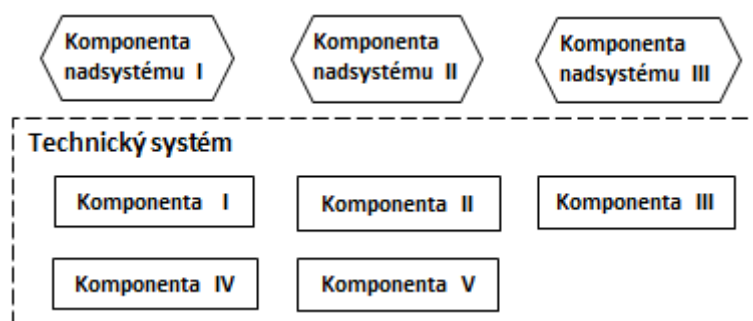 Komponenta
nadsystému I
Komponenta
nadsystému II
Komponenta
nadsystému III
Technický systém
Komponenta I
Komponenta II
Komponenta III
Komponenta IV
Komponenta V